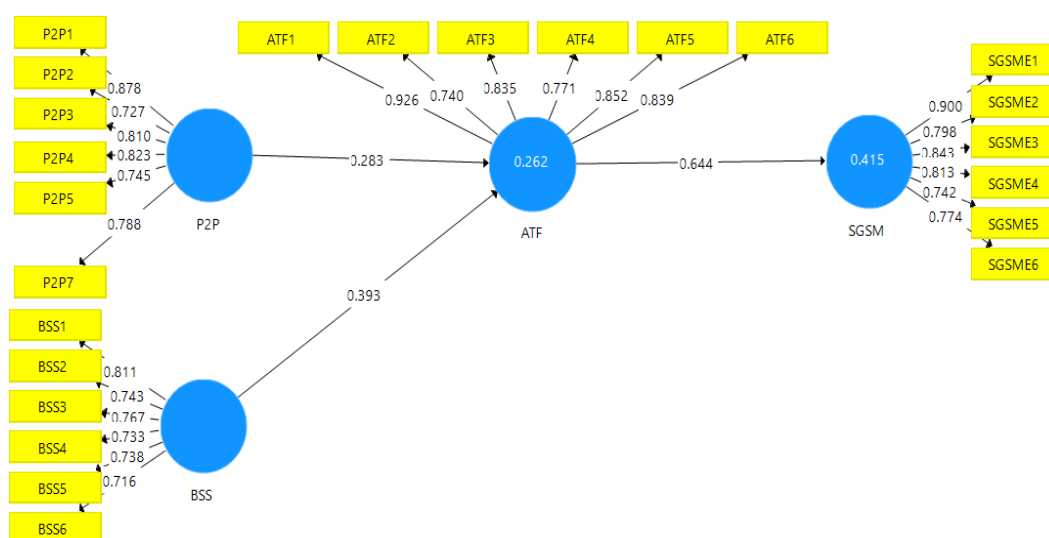 P2P1
P2P2
P2P3
P2P4
P2P5
P2P7
0.878
0.727
0.810
0.823
0.745
0.788
P2P
BSS1
BSS2
BSS3
BSS4
BSS5
BSS6
0.811
0.743
0.767
0.733
0.738
0.716
BSS
0.283
0.393
ATF1
ATF2
ATF3
ATF4
ATF5
ATF6
0.926
0.740
0.835
0.771
0.852
0.839
0.262
ATF
0.644
0.415
SGSM
0.900
0.798
0.843
0.813
0.742
0.774
SGSME1
SGSME2
SGSME3
SGSME4
SGSME5
SGSME6